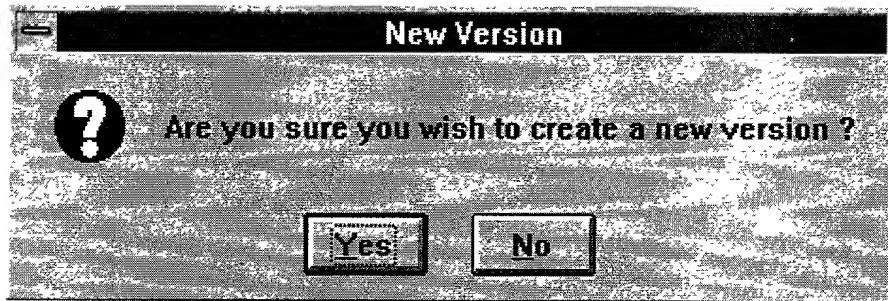 New Version
Are you sure you wish to create a new version ?
Yes
No